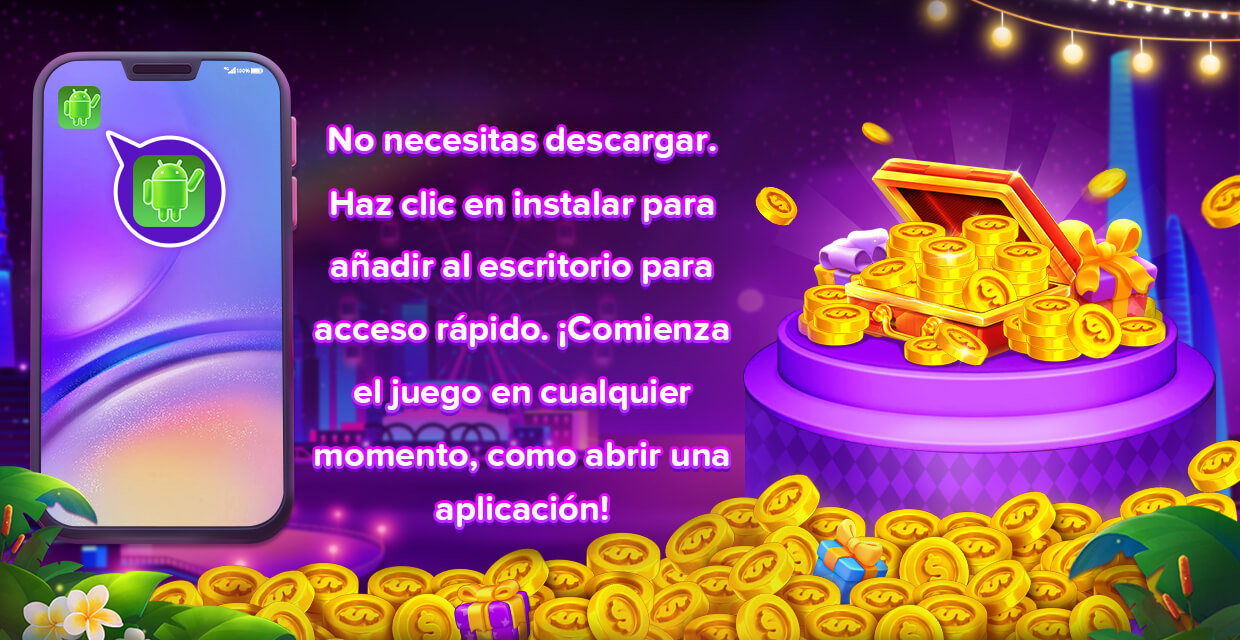 100%
No necesitas descargar.
Haz clic en instalar para
añadir al escritorio para
acceso rápido. ¡Comienza
el juego en cualquier
momento, como abrir una
aplicación!